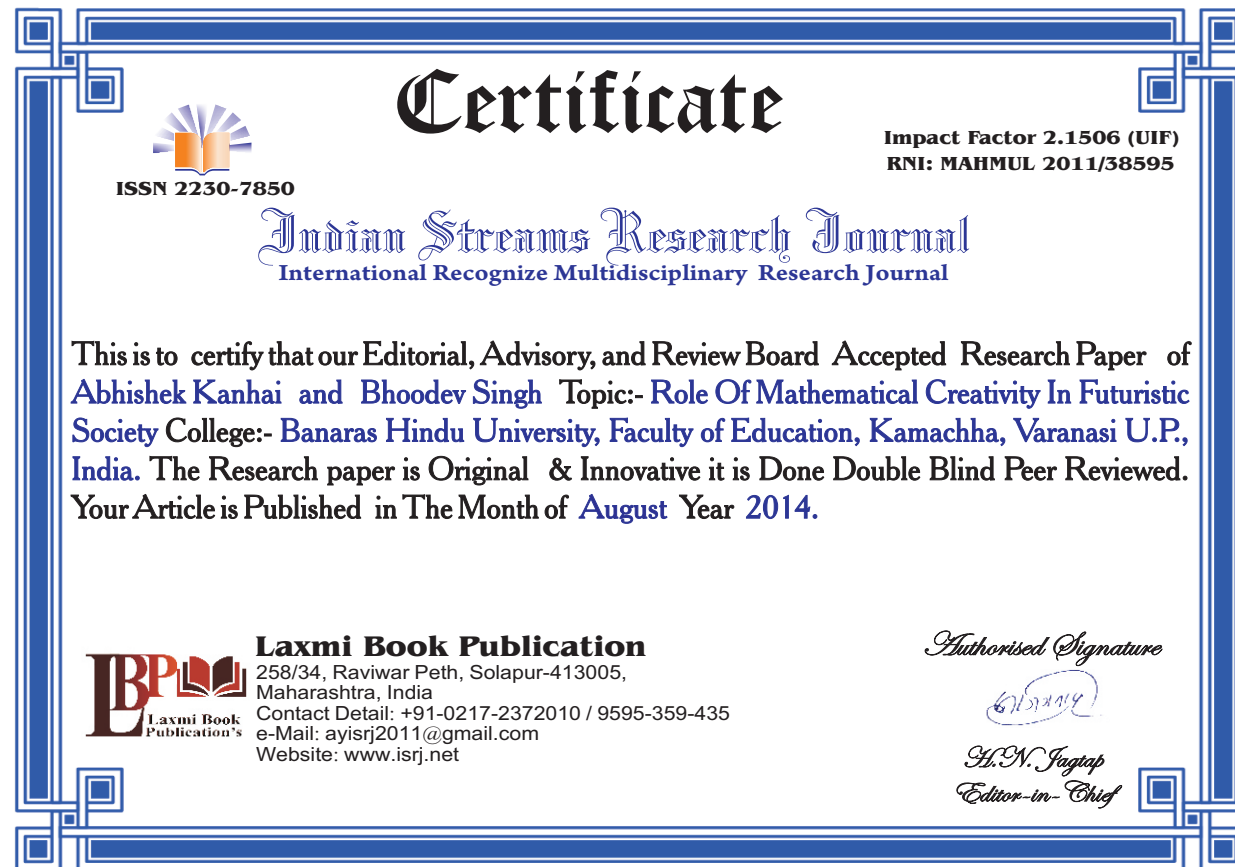 Certificate
Impact Factor 2.1506 (UIF)
RNI: MAHMUL 2011/38595
ISSN 2230-7850
Indian Streams Research Journal
International Recognize Multidisciplinary Research Journal
This is to certify that our Editorial, Advisory, and Review Board Accepted Research Paper of
Abhishek Kanhai and Bhoodev Singh Topic:- Role Of Mathematical Creativity In Futuristic
Society College:- Banaras Hindu University, Faculty of Education, Kamachha, Varanasi U.P.,
India. The Research paper is Original & Innovative it is Done Double Blind Peer Reviewed.
Your Article is Published in The Month of August Year 2014.
LBP
Laxmi Book
Publication's
Laxmi Book Publication
258/34, Raviwar Peth, Solapur-413005,
Maharashtra, India
Contact Detail: +91-0217-2372010 / 9595-359-435
e-Mail: ayisrj2011@gmail.com
Website: www.isrj.net
Authorised Signature
H.N. Jagtap
Editor-in-Chief